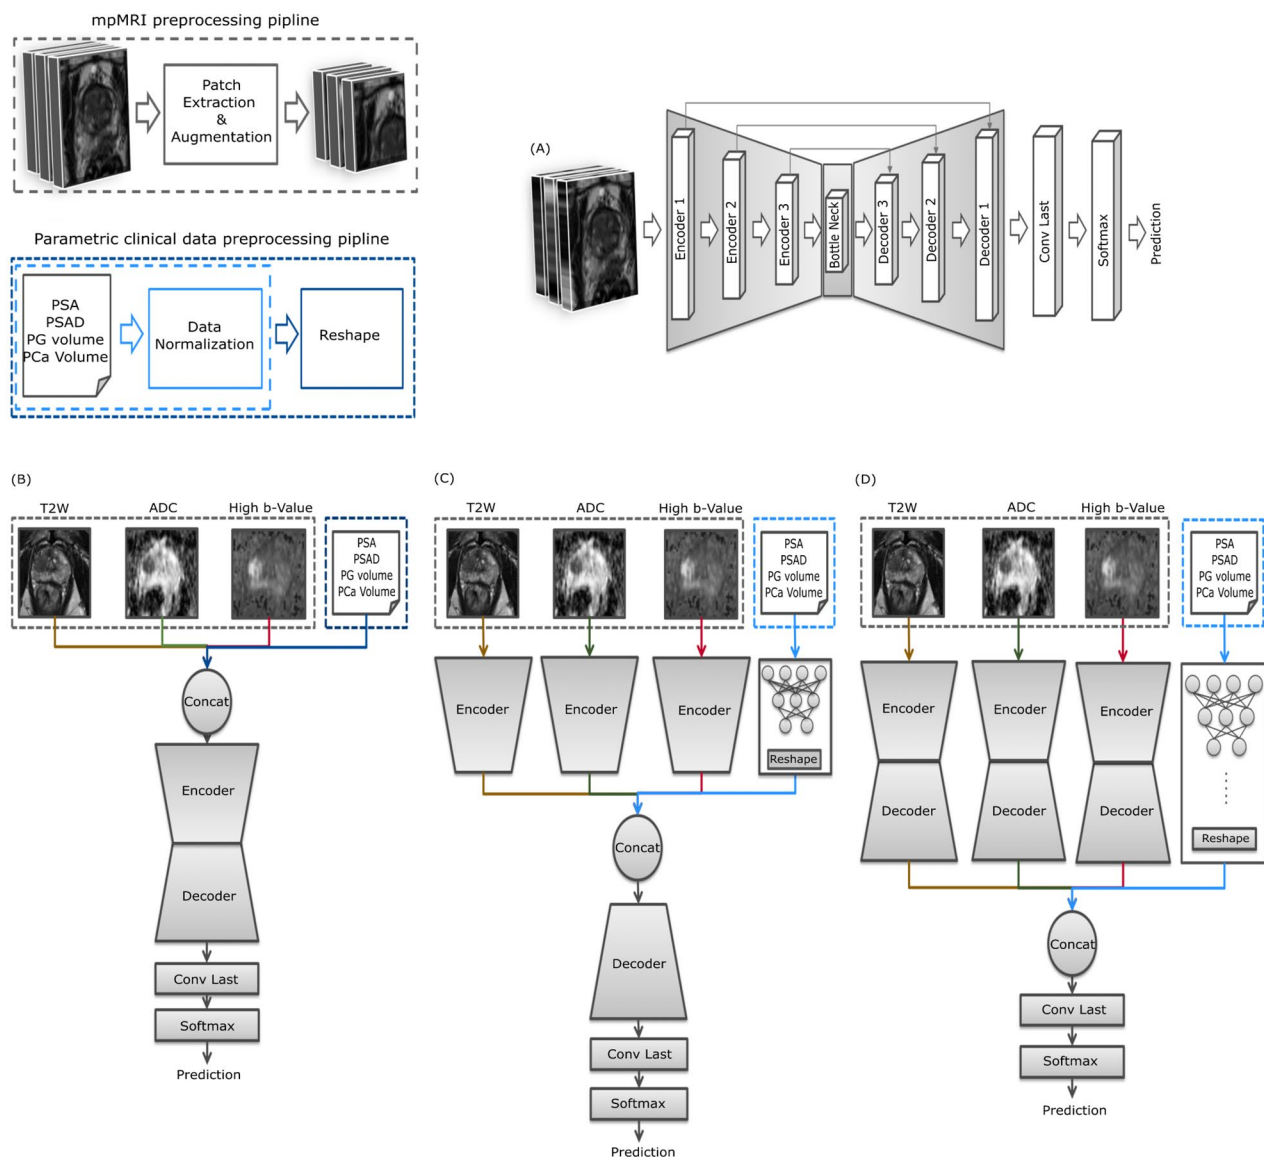 mpMRI preprocessing pipline
Patch
Extraction
&
Augmentation
Parametric clinical data preprocessing pipline
PSA
PSAD
PG volume
PCa Volume
Data
Normalization
Reshape
(A)
Encoder 1
Encoder 2
Encoder 3
Bottle Neck
Decoder 3
Decoder 2
Decoder 1
Conv Last
Softmax
Prediction
(B)
T2W
ADC
High b-Value
PSA
PSAD
PG volume
PCa Volume
Concat
Encoder
Decoder
Conv Last
Softmax
Prediction
(C)
T2W
ADC
High b-Value
PSA
PSAD
PG volume
PCa Volume
Encoder
Encoder
Encoder
Reshape
Concat
Decoder
Conv Last
Softmax
Prediction
(D)
T2W
ADC
High b-Value
PSA
PSAD
PG volume
PCa Volume
Encoder
Encoder
Encoder
Decoder
Decoder
Decoder
Reshape
Concat
Conv Last
Softmax
Prediction